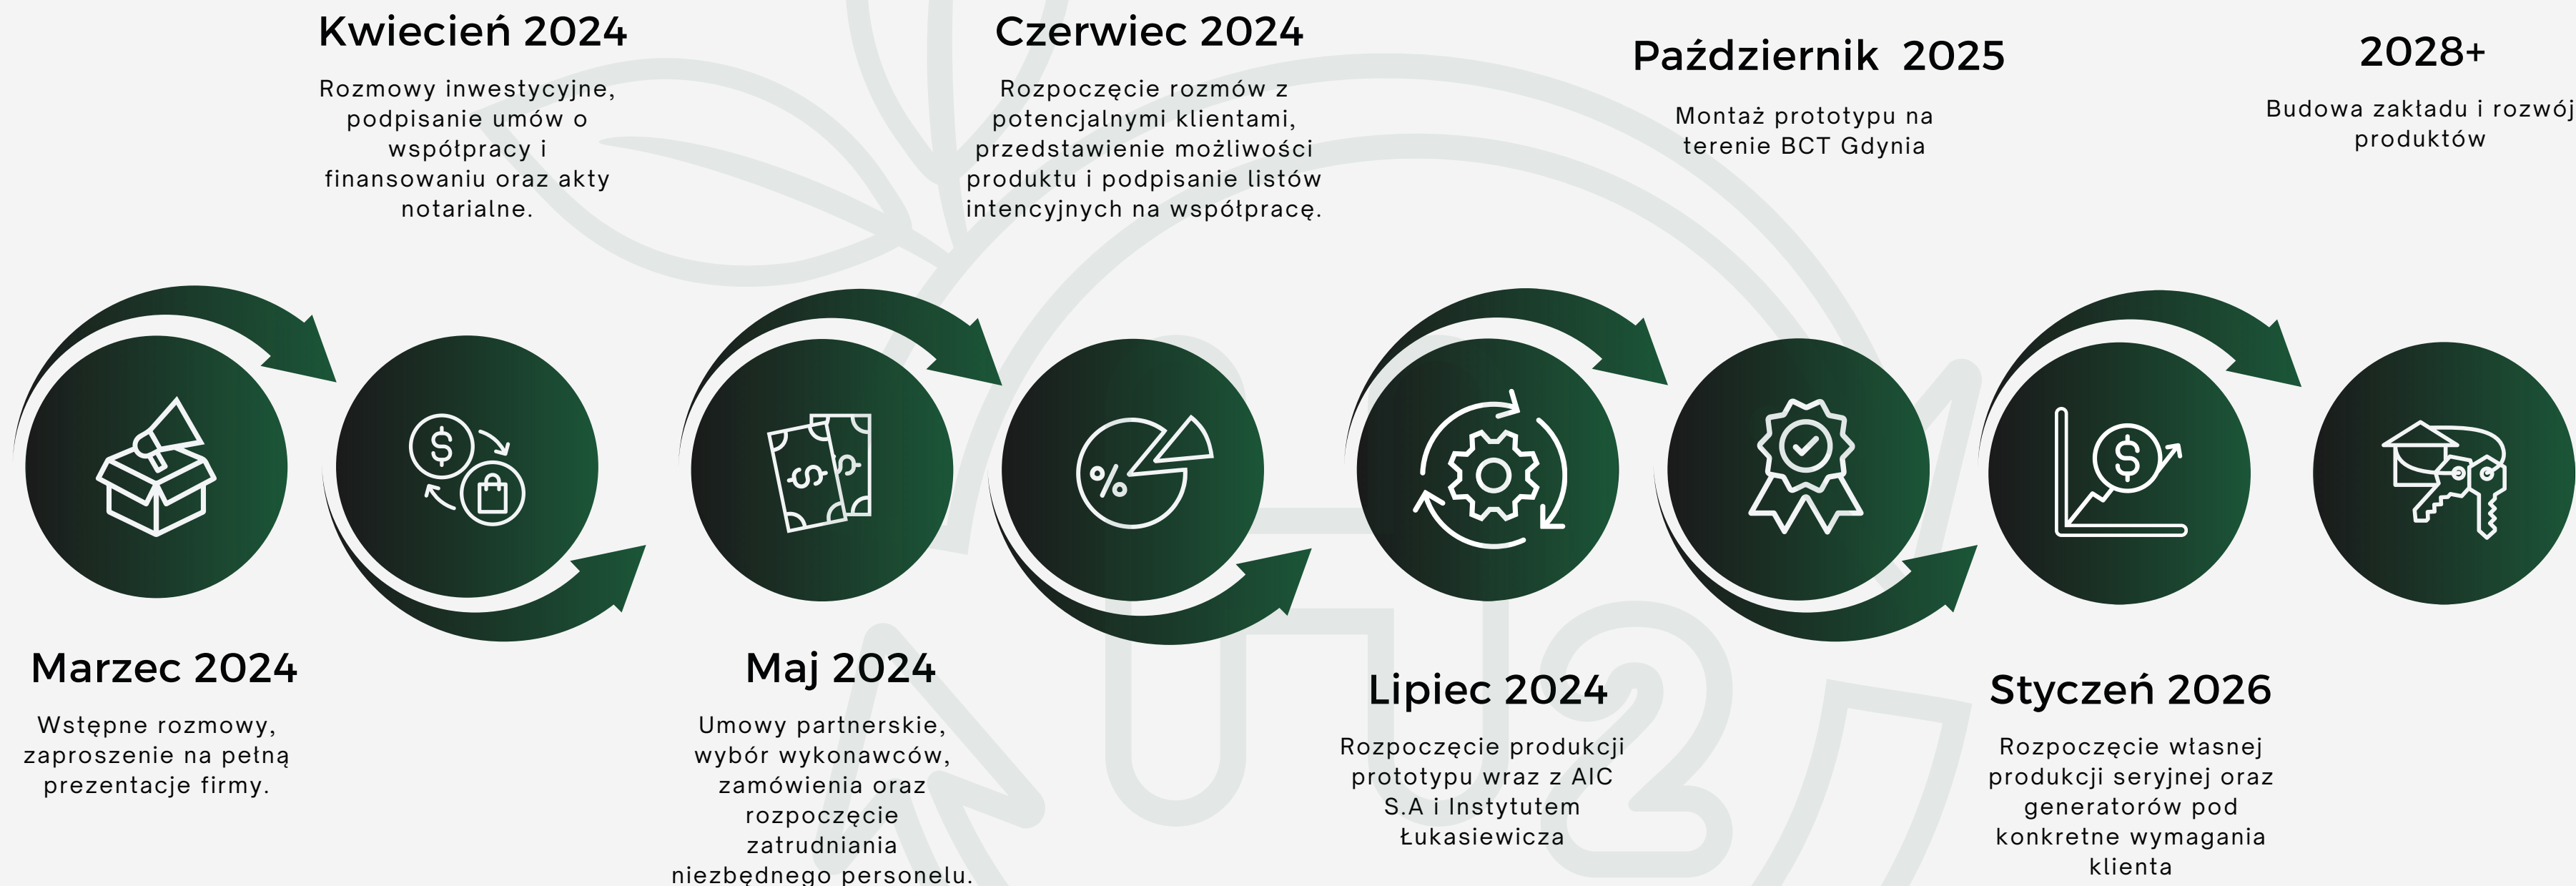 Kwiecień 2024
Rozmowy inwestycyjne,
podpisanie umów o
współpracy i
finansowaniu oraz akty
notarialne.
Czerwiec 2024
Rozpoczęcie rozmów z
potencjalnymi klientami,
przedstawienie możliwości
produktu i podpisanie listów
intencyjnych na współpracę.
Październik 2025
Montaż prototypu na
terenie BCT Gdynia
2028+
Budowa zakładu i rozwój
produktów
Marzec 2024
Wstępne rozmowy,
zaproszenie na pełną
prezentacje firmy.
Maj 2024
Umowy partnerskie,
wybór wykonawców,
zamówienia oraz
rozpoczęcie
zatrudniania
niezbędnego personelu.
Lipiec 2024
Rozpoczęcie produkcji
prototypu wraz z AIC
S.A i Instytutem
Łukasiewicza
Styczeń 2026
Rozpoczęcie własnej
produkcji seryjnej oraz
generatorów pod
konkretne wymagania
klienta
H2